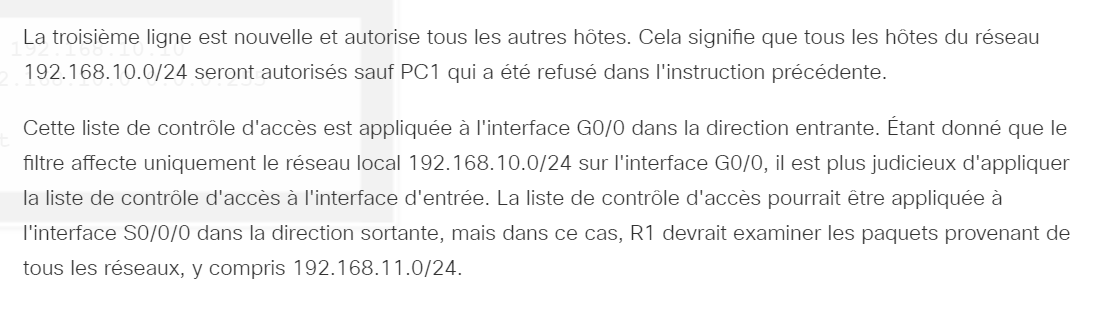 La troisième ligne est nouvelle et autorise tous les autres hôtes. Cela signifie que tous les hôtes du réseau
192.168.10.0/24 seront autorisés sauf PC1 qui a été refusé dans l'instruction précédente.
Cette liste de contrôle d'accès est appliquée à l'interface G0/0 dans la direction entrante. Étant donné que le
filtre affecte uniquement le réseau local 192.168.10.0/24 sur l'interface G0/0, il est plus judicieux d'appliquer
la liste de contrôle d'accès à l'interface d'entrée. La liste de contrôle d'accès pourrait être appliquée à
l'interface S0/0/0 dans la direction sortante, mais dans ce cas, R1 devrait examiner les paquets provenant de
tous les réseaux, y compris 192.168.11.0/24.